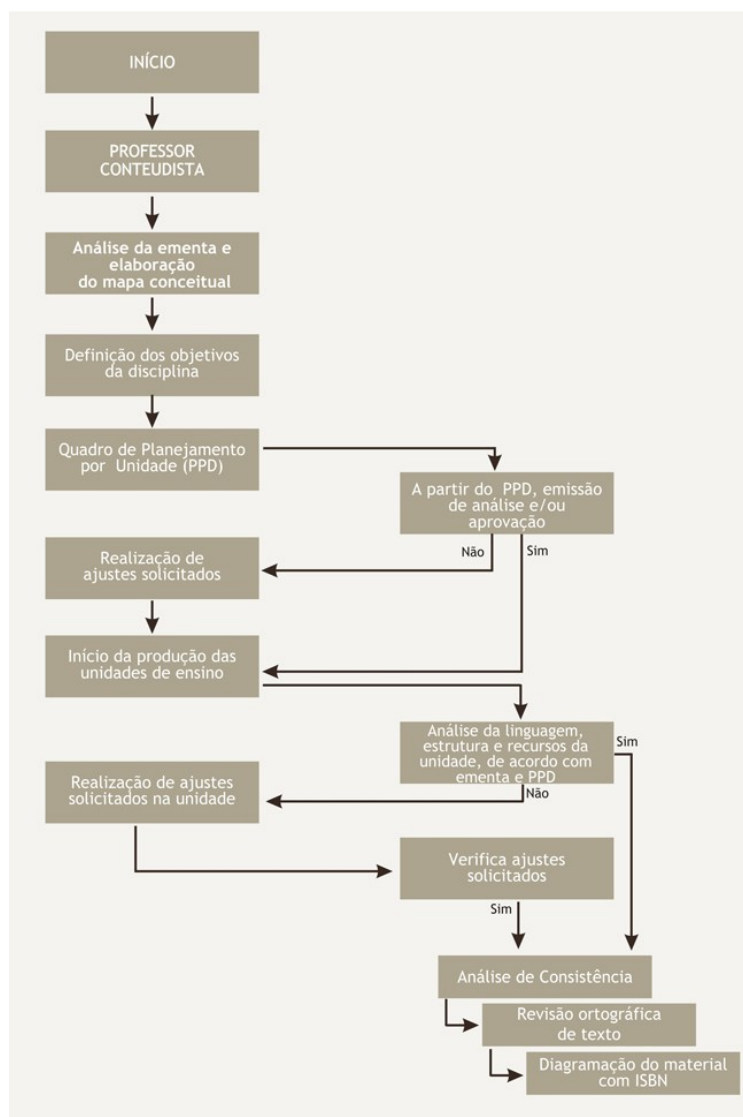 INÍCIO
PROFESSOR
CONTEUDISTA
Análise da ementa e
elaboração
do mapa conceitual
Definição dos objetivos
da disciplina
Quadro de Planejamento
por Unidade (PPD)
A partir do PPD, emissão
de análise e/ou
aprovação
Não
Sim
Realização de
ajustes solicitados
Início da produção das
unidades de ensino
Análise da linguagem,
estrutura e recursos da
unidade, de acordo com
ementa e PPD
Sim
Não
Realização de ajustes
solicitados na unidade
Verifica ajustes
solicitados
Sim
Análise de Consistência
Revisão ortográfica
de texto
Diagramação do material
com ISBN